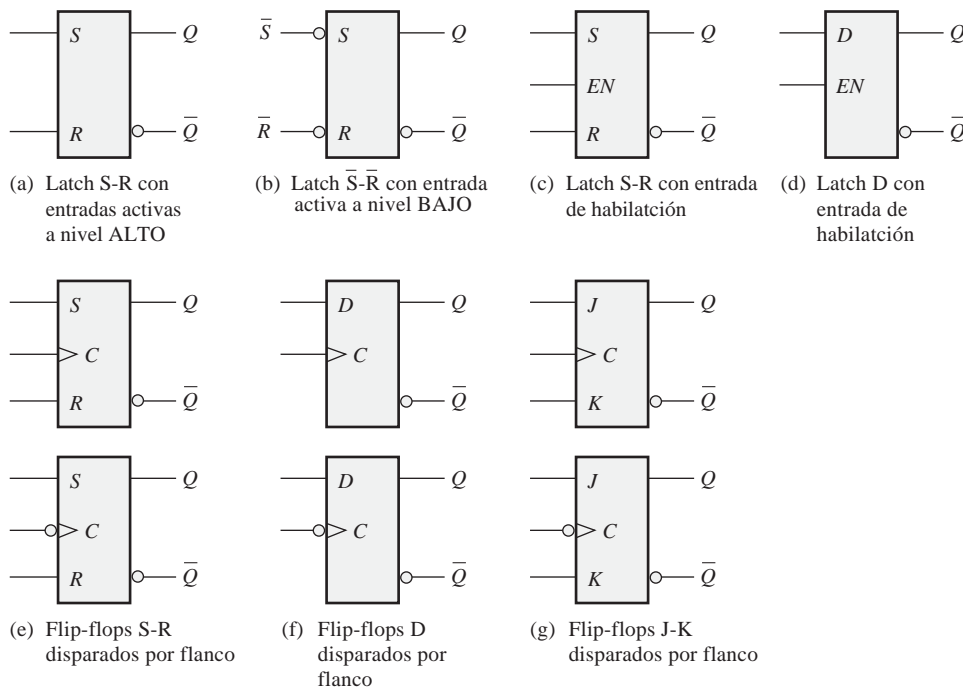 S Q S̅ S Q S Q D Q
EN EN
R Q̅ R̅ R Q̅ R Q̅ Q̅
(a) Latch S-R con
entradas activas
a nivel ALTO
(b) Latch S̅-R̅ con entrada
activa a nivel BAJO
(c) Latch S-R con entrada
de habilatción
(d) Latch D con
entrada de
habilatción
S Q D Q J Q
C C C
R Q̅ Q̅ K Q̅
S Q D Q J Q
C C C
R Q̅ Q̅ K Q̅
(e) Flip-flops S-R
disparados por flanco
(f) Flip-flops D
disparados por
flanco
(g) Flip-flops J-K
disparados por flanco